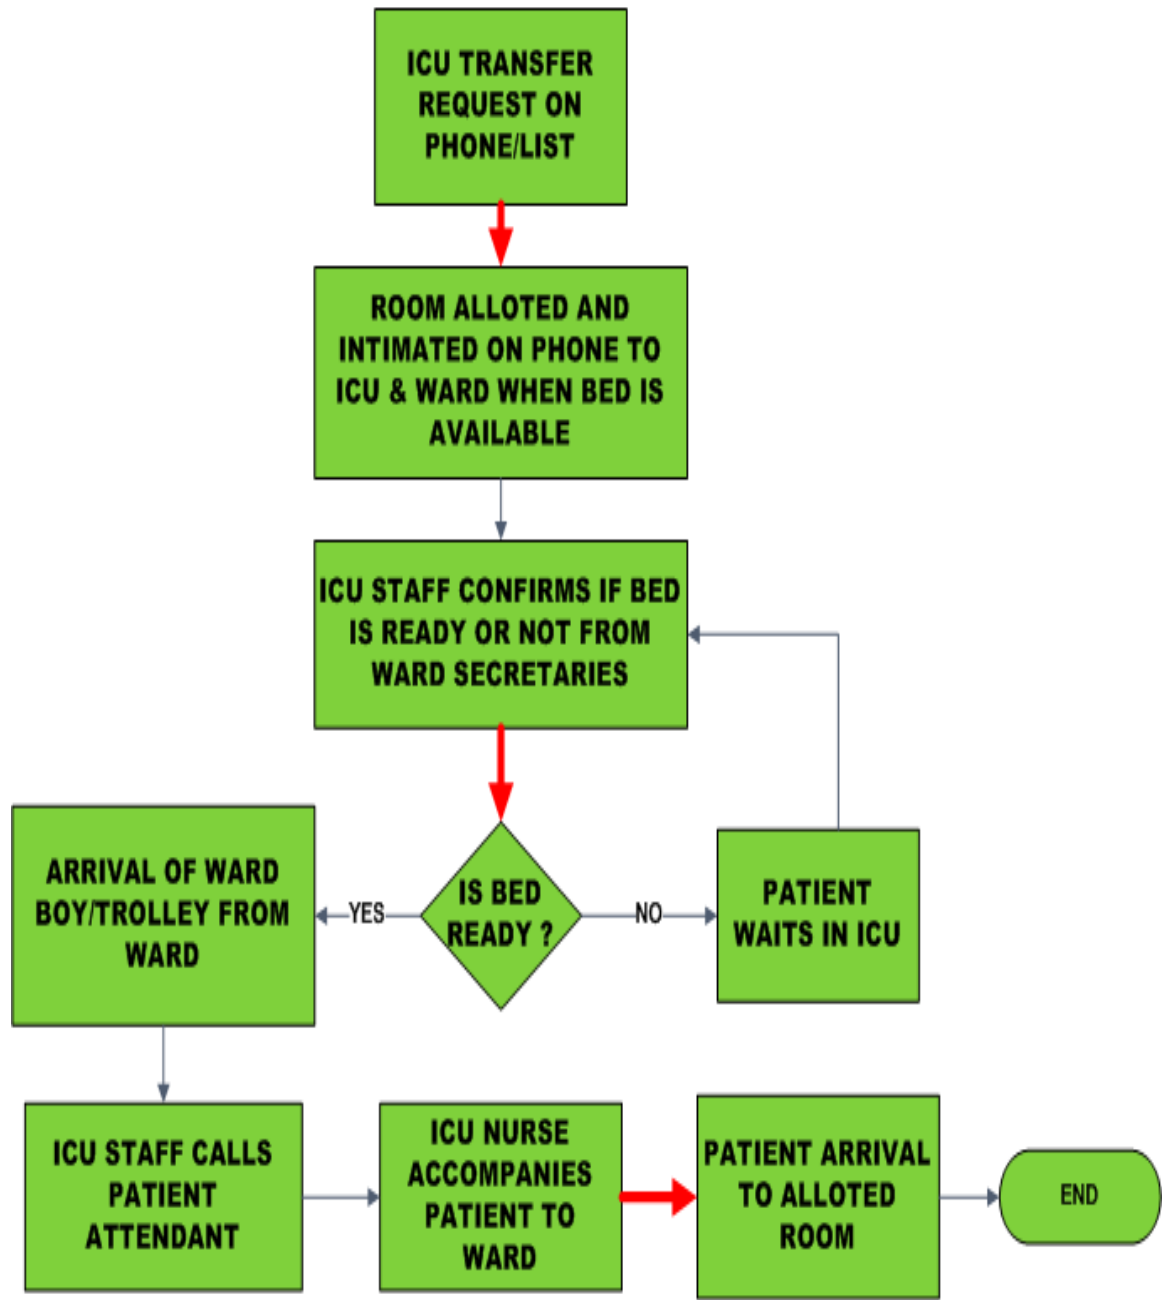 ICU TRANSFER
REQUEST ON
PHONE/LIST
ROOM ALLOTED AND
INTIMATED ON PHONE TO
ICU & WARD WHEN BED IS
AVAILABLE
ICU STAFF CONFIRMS IF BED
IS READY OR NOT FROM
WARD SECRETARIES
ARRIVAL OF WARD
BOY/TROLLEY FROM
WARD
YES
IS BED
READY ?
NO
PATIENT
WAITS IN ICU
ICU STAFF CALLS
PATIENT
ATTENDANT
ICU NURSE
ACCOMPANIES
PATIENT TO
WARD
PATIENT ARRIVAL
TO ALLOTED
ROOM
END